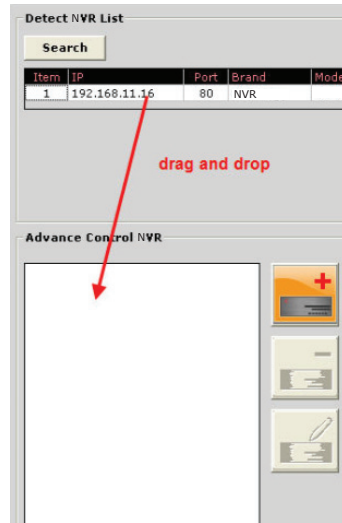 Detect NVR List
Search
Item IP Port Brand Mode
1 192.168.11.16 80 NVR
drag and drop
Advance Control NVR